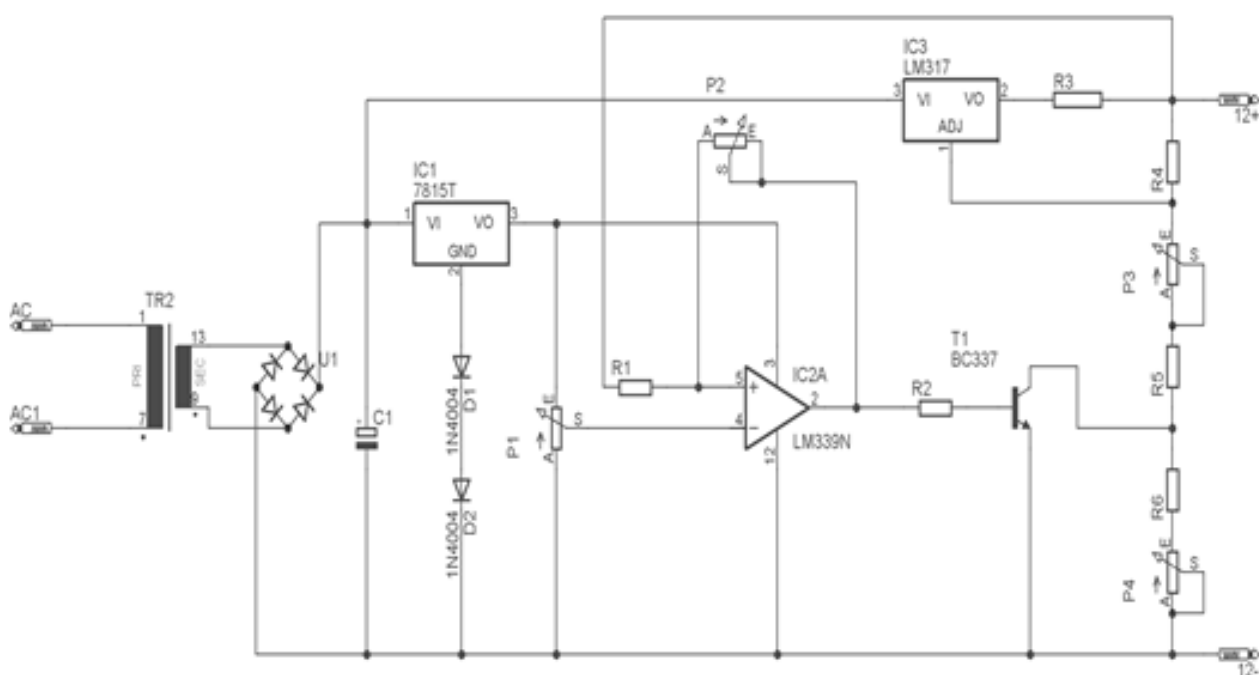 IC3
LM317
P2
R3
3
VI
VO
2
ADJ
1
12+
A
E
S
R4
IC1
7815T
1
VI
VO
3
GND
2
E
S
P3
A
AC
TR2
1
13
PRI
SEC
U1
AC1
7
9
C1
1N4004
D1
1N4004
D2
E
S
P1
A
R1
5
+
3
IC2A
2
4
-
12
LM339N
R2
T1
BC337
R5
R6
E
S
P4
A
12-